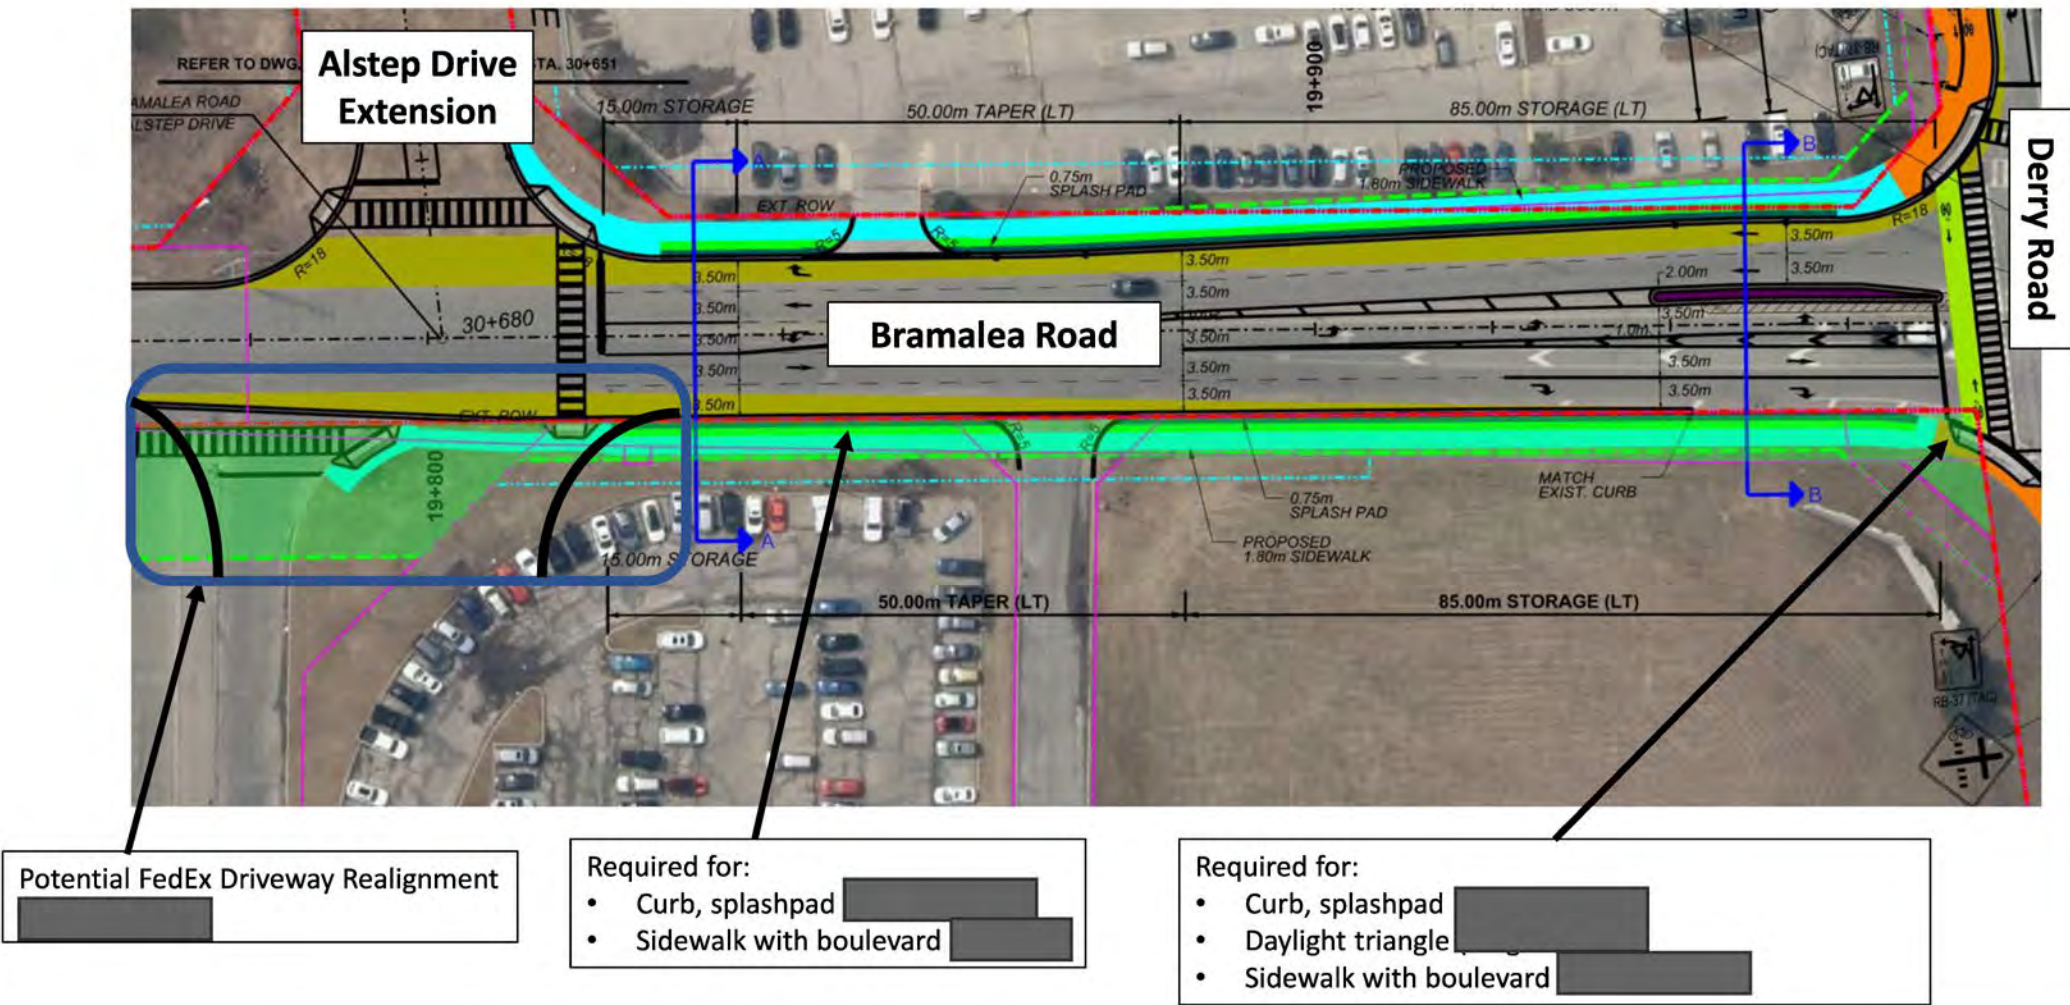 REFER TO DWG.
STA. 30+651
Alstep Drive
Extension
AMALEA ROAD
ALSTEP DRIVE
15.00m STORAGE
50.00m TAPER (LT)
19+900
85.00m STORAGE (LT)
A
B
0.75m
SPLASH PAD
PROPOSED
1.80m SIDEWALK
EXT. ROW
R=5
R=5
R=18
R=18
Derry Road
3.50m
3.50m
3.50m
3.50m
3.50m
3.50m
3.50m
3.50m
3.50m
3.50m
3.50m
3.50m
2.00m
3.50m
1.0m
3.50m
3.50m
30+680
Bramalea Road
EXT. ROW
R=5
R=5
19+800
MATCH
EXIST. CURB
B
0.75m
SPLASH PAD
PROPOSED
1.80m SIDEWALK
A
15.00m STORAGE
50.00m TAPER (LT)
85.00m STORAGE (LT)
RB-37 (TAC)
Potential FedEx Driveway Realignment
Required for:
• Curb, splashpad
• Sidewalk with boulevard
Required for:
• Curb, splashpad
• Daylight triangle
• Sidewalk with boulevard